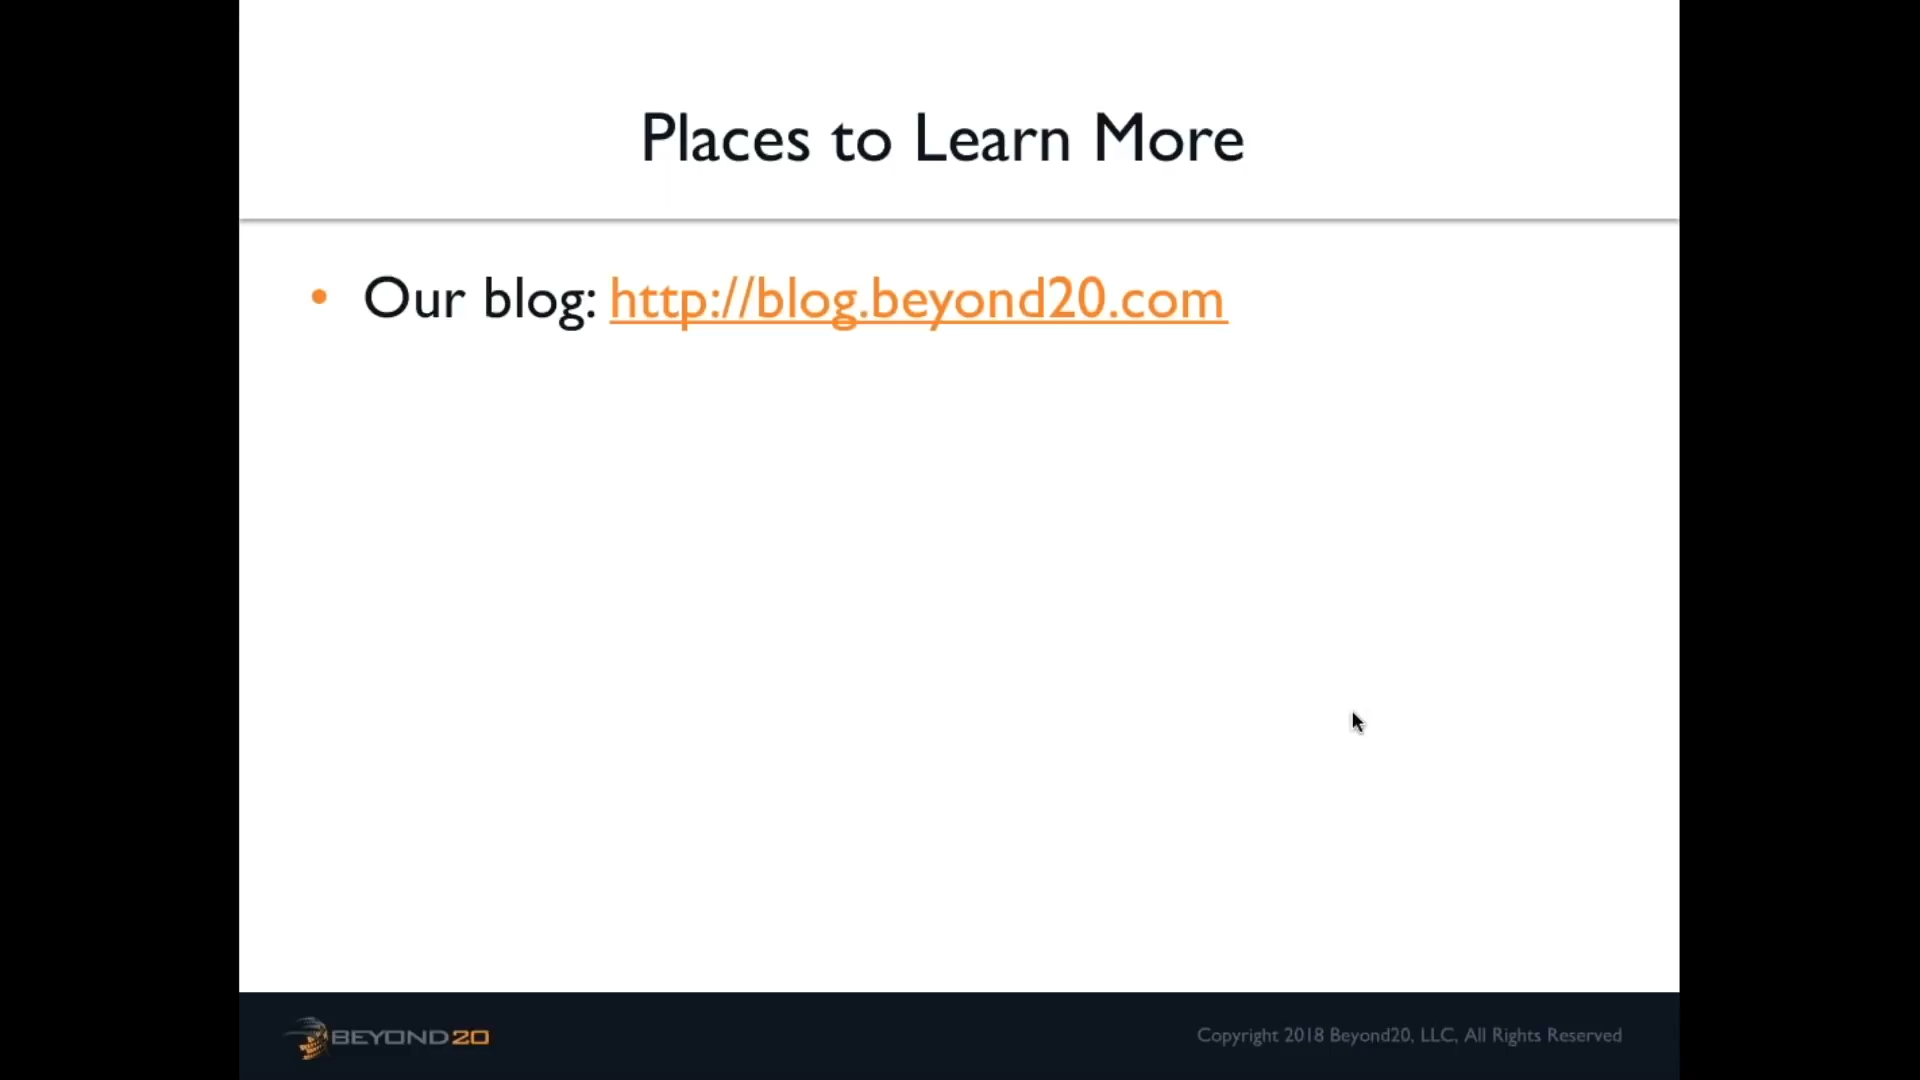 Places to Learn More
• Our blog: http://blog.beyond20.com
BEYOND20
Copyright 2018 Beyond20, LLC, All Rights Reserved